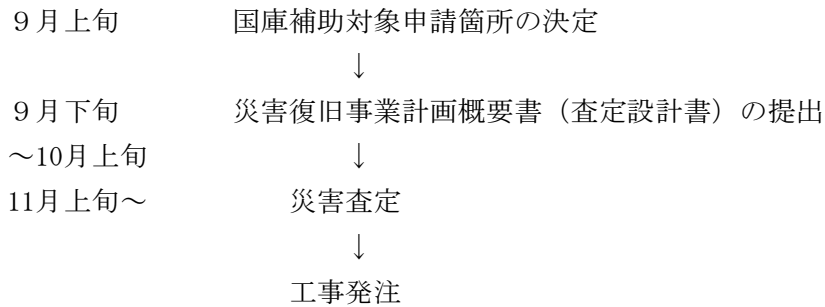 ９月上旬　　　　国庫補助対象申請箇所の決定
↓
９月下旬　　　　災害復旧事業計画概要書（査定設計書）の提出
～10月上旬　　　　↓
11月上旬～　　　　災害査定
↓
工事発注